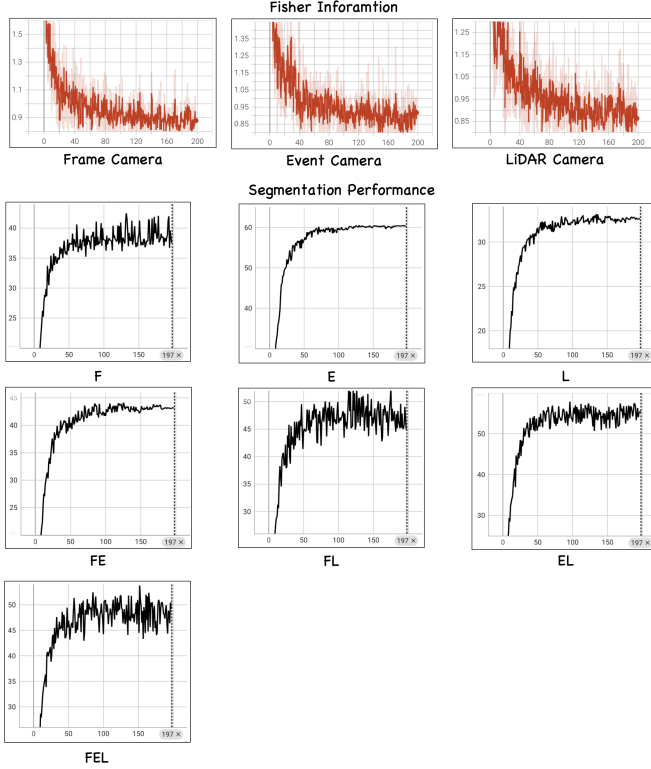 Fisher Inforamtion
1.5
1.3
1.1
0.9
0 40 80 120 160 200
Frame Camera
1.35
1.25
1.15
1.05
0.95
0.85
0 40 80 120 160 200
Event Camera
1.25
1.15
1.05
0.95
0.85
0 40 80 120 160 200
LiDAR Camera
Segmentation Performance
40
35
30
25
0 50 100 150 197 ×
F
60
50
40
0 50 100 150 197 ×
E
30
25
20
0 50 100 150 197 ×
L
45
40
35
30
25
0 50 100 150 197 ×
FE
50
45
40
35
30
0 50 100 150 197 ×
FL
50
40
30
0 50 100 150 197 ×
EL
50
45
40
35
30
0 50 100 150 197 ×
FEL